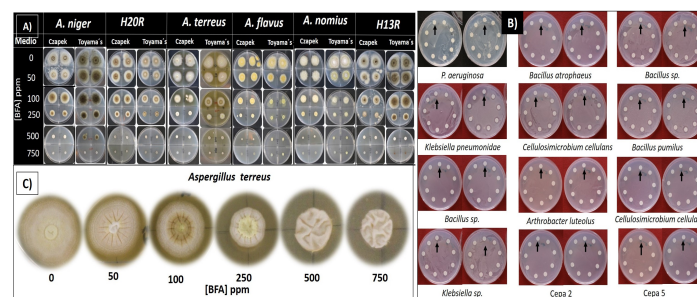 A)
A. niger H20R A. terreus A. flavus A. nomius H13R
Medio Czapek Toyama´s Czapek Toyama´s Czapek Toyama´s Czapek Toyama´s Czapek Toyama´s Czapek Toyama´s
[BFA] ppm
0
50
100
250
500
750
C)
Aspergillus terreus
0 50 100 250 500 750
[BFA] ppm
B)
P. aeruginosa Bacillus atrophaeus Bacillus sp.
Klebsiella pneumonidae Cellulosimicrobium cellulans Bacillus pumilus
Bacillus sp. Arthrobacter luteolus Cellulosimicrobium cellula
Klebsiella sp. Cepa 2 Cepa 5